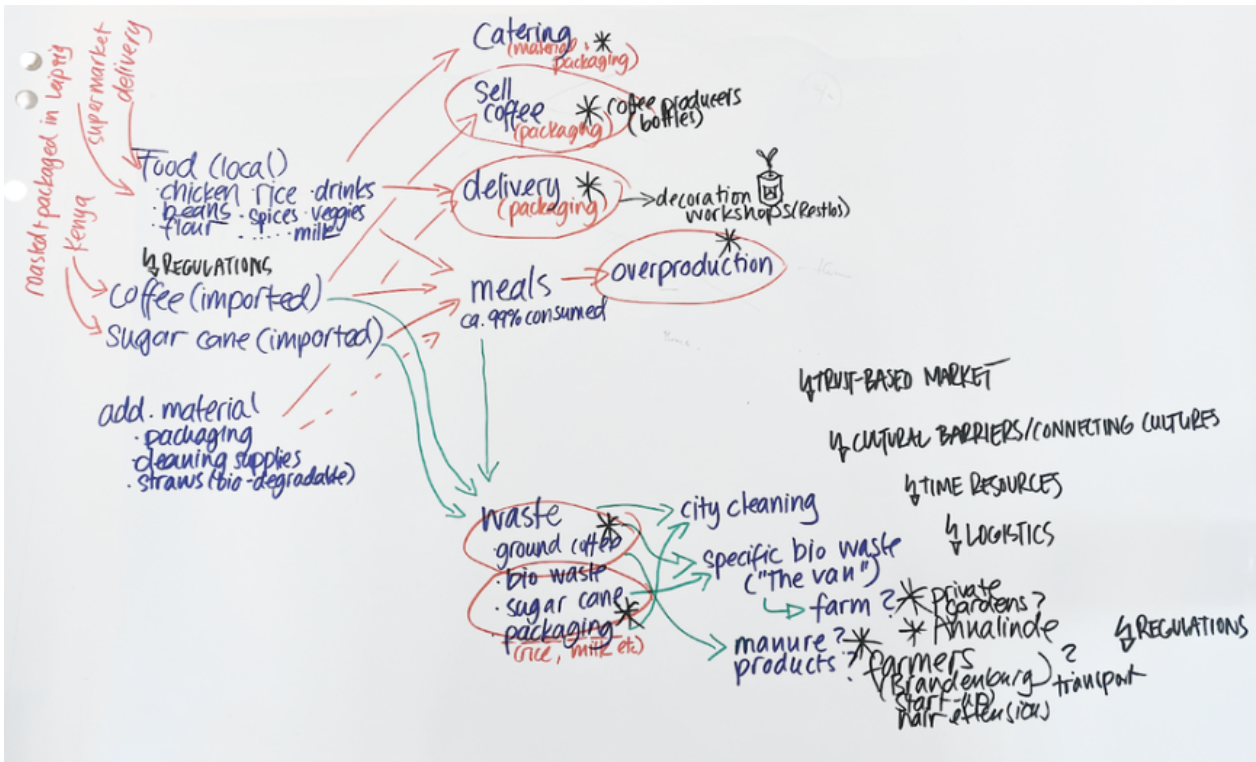 roasted + packaged in Laipzig
Kenya
supermarket
delivery
Food (local)
· chicken · rice · drinks
· beans · spices · veggies
· flour ..... · milk
REGULATIONS
coffee (imported)
sugar cane (imported)
add. material
· packaging
· cleaning supplies
· straws (bio-degradable)
Catering
(material + packaging)
Sell coffee
(packaging)
coffee producers
(bottles)
delivery
(packaging)
decoration
workshops (Restlos)
meals
ca. 99% consumed
overproduction
waste
· ground coffee
· bio waste
· sugar cane
· packaging
(rice, milk etc)
city cleaning
specific bio waste
("The van")
farm ?
private
gardens ?
Annalinde
manure ?
products ?
farmers
(Brandenburg)
?
transport
start-up
hair extensions
TRUST-BASED MARKET
CULTURAL BARRIERS/CONNECTING CULTURES
TIME RESOURCES
LOGISTICS
REGULATIONS